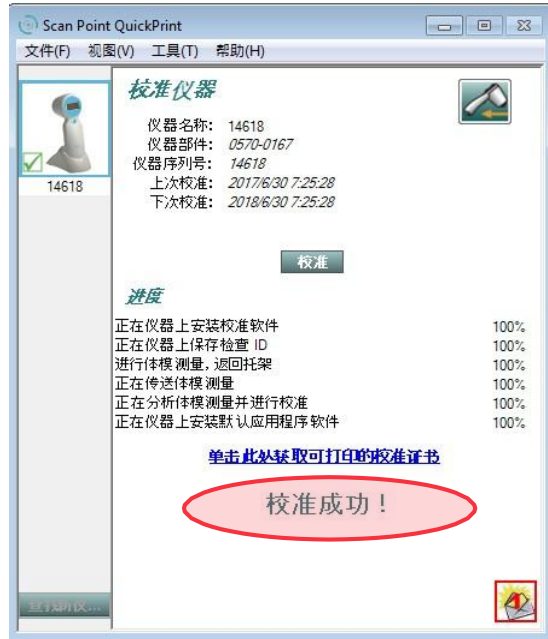 Scan Point QuickPrint
文件(F) 视图(V) 工具(T) 帮助(H)
14618
校准仪器
仪器名称: 14618
仪器部件: 0570-0167
仪器序列号: 14618
上次校准: 2017/6/30 7:25:28
下次校准: 2018/6/30 7:25:28
校准
进度
正在仪器上安装校准软件 100%
正在仪器上保存检查 ID 100%
进行体模测量, 返回托架 100%
正在传送体模测量 100%
正在分析体模测量并进行校准 100%
正在仪器上安装默认应用程序软件 100%
单击此处获取可打印的校准证书
校准成功！